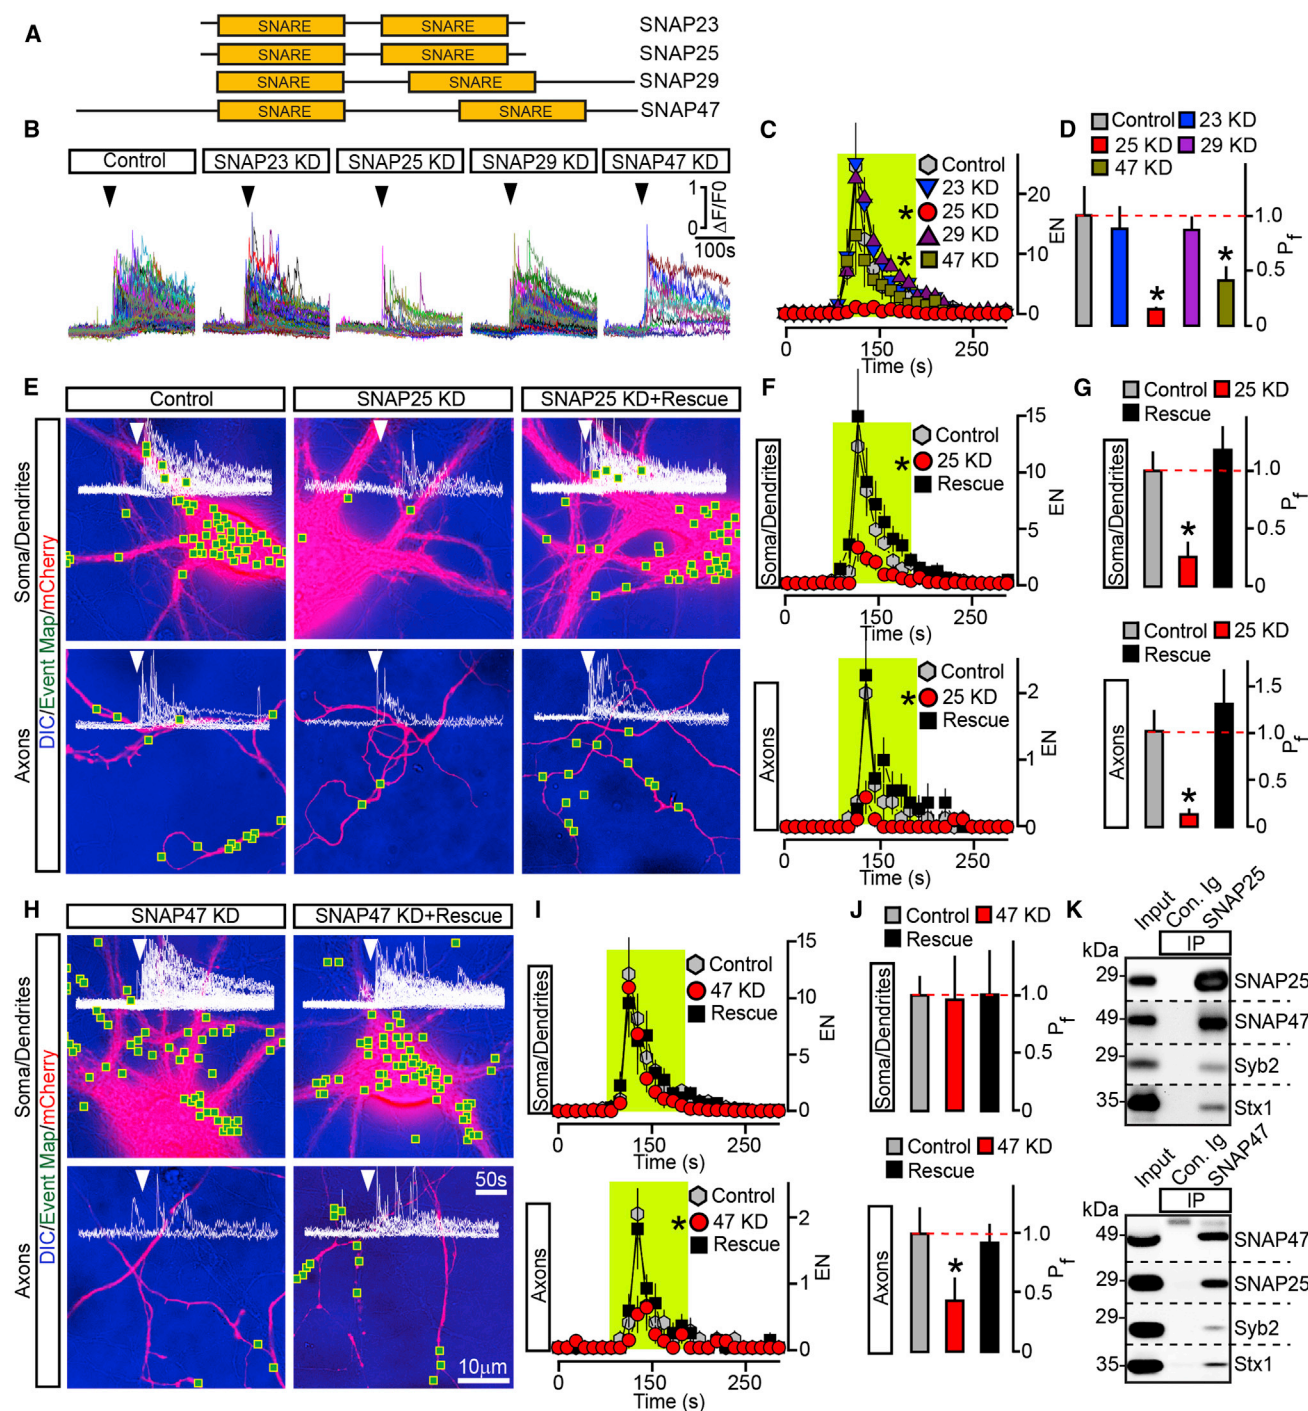 A
SNARE SNARE SNAP23
SNARE SNARE SNAP25
SNARE SNARE SNAP29
SNARE SNARE SNAP47
B
Control SNAP23 KD SNAP25 KD SNAP29 KD SNAP47 KD
1
0
ΔF/F0
100s
C
Control
23 KD
* 25 KD
29 KD
* 47 KD
20
10
0
EN
0 150 250
Time (s)
D
Control 23 KD
25 KD 29 KD
47 KD
1.0
0.5
0
Pf
* *
E
Control SNAP25 KD SNAP25 KD+Rescue
Soma/Dendrites
Axons
DIC/Event Map/mCherry
F
Soma/Dendrites
Control
* 25 KD
Rescue
15
10
5
0
EN
0 150 250
Time (s)
Axons
Control
* 25 KD
Rescue
2
1
0
EN
0 150 250
Time (s)
G
Control 25 KD
Rescue
Soma/Dendrites
1.0
0.5
0
Pf
*
Control 25 KD
Rescue
Axons
1.5
1.0
0.5
0
Pf
*
H
SNAP47 KD SNAP47 KD+Rescue
Soma/Dendrites
Axons
DIC/Event Map/mCherry
50s
10µm
I
Soma/Dendrites
Control
47 KD
Rescue
15
10
5
0
EN
0 150 250
Time (s)
Axons
Control
* 47 KD
Rescue
2
1
0
EN
0 150 250
Time (s)
J
Control 47 KD
Rescue
Soma/Dendrites
1.0
0.5
0
Pf
Control 47 KD
Rescue
Axons
1.0
0.5
0
Pf
*
K
Input Con. Ig SNAP25
IP
kDa
29 SNAP25
49 SNAP47
29 Syb2
35 Stx1
Input Con. Ig SNAP47
IP
kDa
49 SNAP47
29 SNAP25
29 Syb2
35 Stx1